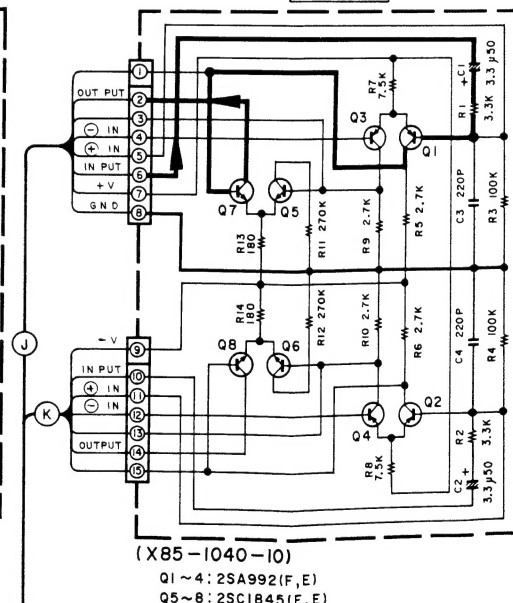 1
OUT PUT 2
3
⊖ IN 4
⊕ IN 5
IN PUT 6
+V 7
GND 8
Q3
Q1
R7
7.5K
C1
+
3.3 μ50
R1
3.3K
Q7
Q5
R13
180
R11 270K
R9 2.7K
R5 2.7K
C3 220P
R3 100K
R14
180
R12 270K
R10 2.7K
R6 2.7K
C4 220P
R4 100K
J
-V 9
IN PUT 10
⊕ IN 11
⊖ IN 12
13
OUTPUT 14
15
K
Q8
Q6
Q4
Q2
R8
7.5K
R2
3.3K
C2 +
3.3 μ50
(X85-1040-10)
Q1~4:2SA992(F,E)
Q5~8:2SC1845(F,E)